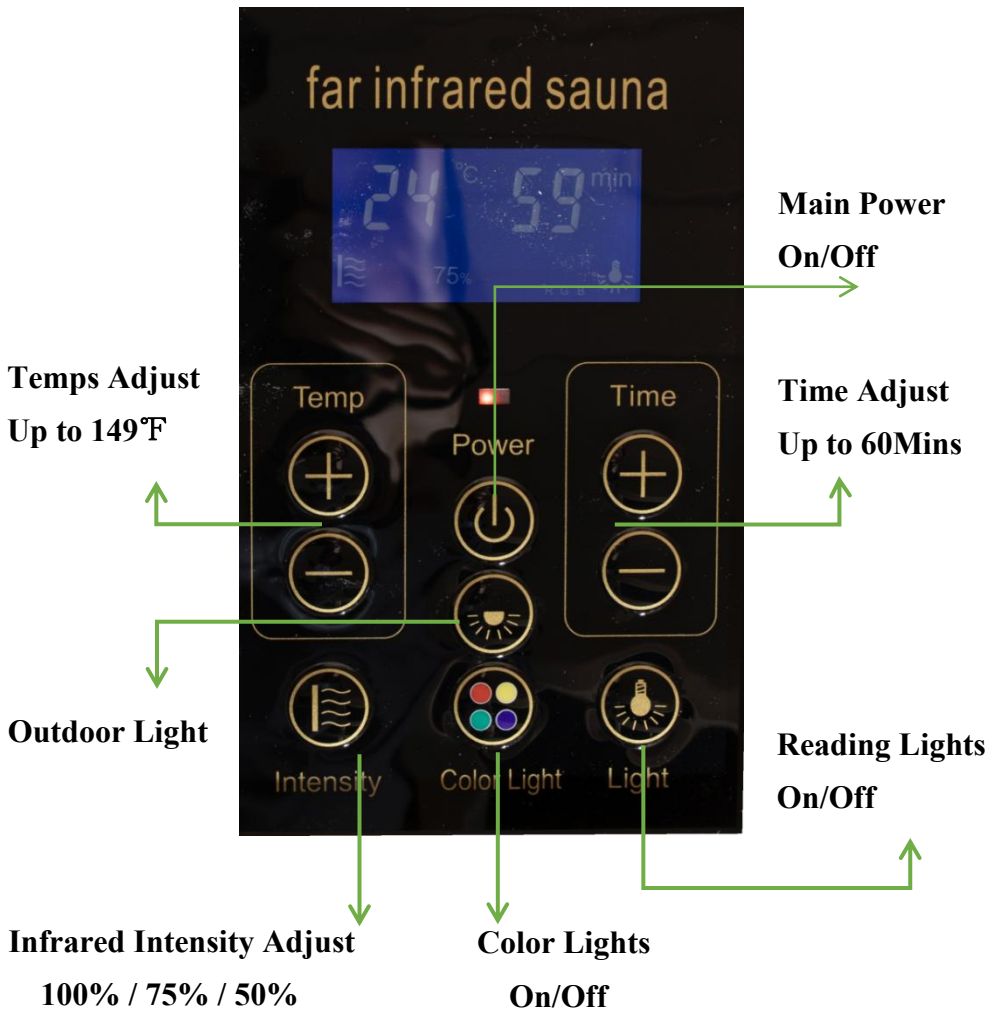 far infrared sauna
24 °C 59 min
75%
R G B
Main Power
On/Off
Temps Adjust
Up to 149℉
Temp
Power
Time
Time Adjust
Up to 60Mins
Outdoor Light
Intensity
Color Light
Light
Reading Lights
On/Off
Infrared Intensity Adjust
100% / 75% / 50%
Color Lights
On/Off